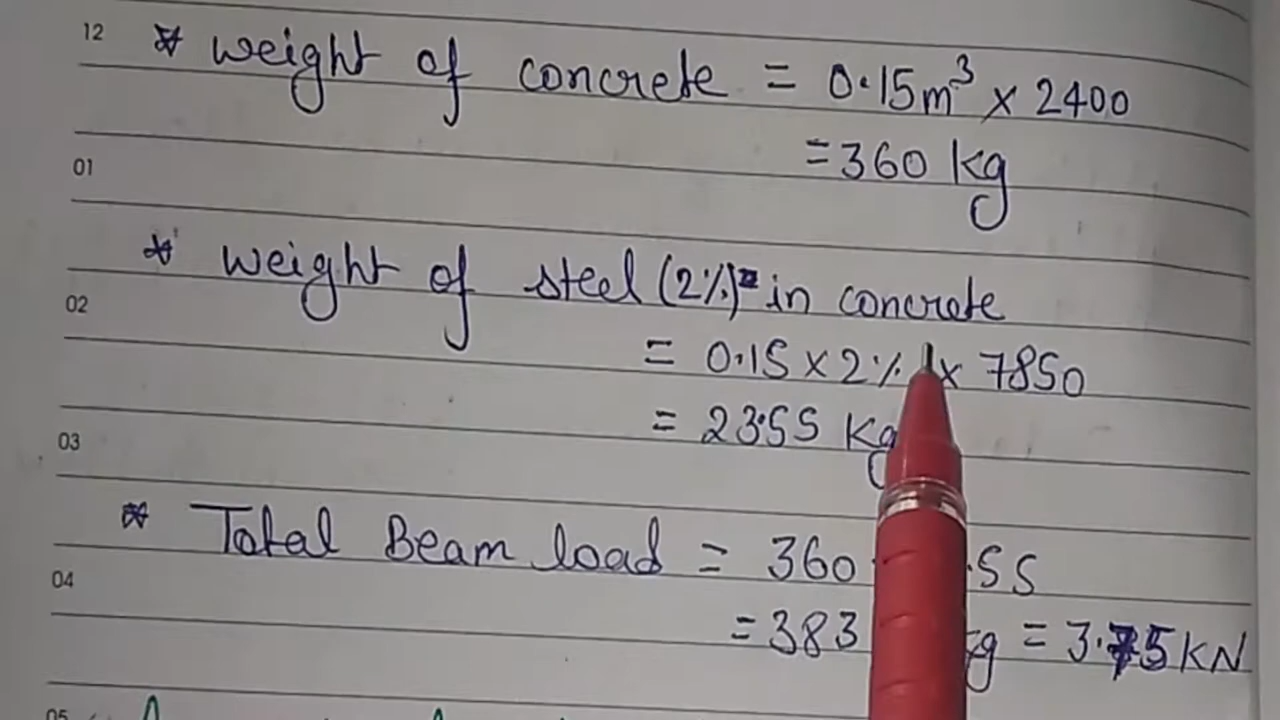 12 * weight of concrete = 0.15m³ x 2400
= 360 kg
01
* weight of steel (2%) in concrete
02
= 0.15 x 2% x 7850
= 23.55 Kg
03
* Total Beam load = 360 .55
04
= 383 kg = 3.75 KN
05